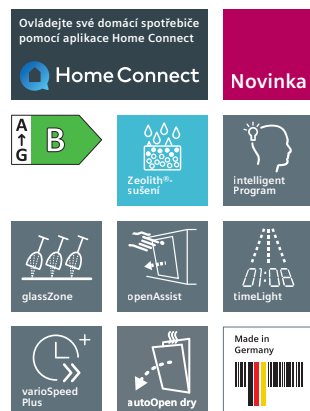 Ovládejte své domácí spotřebiče
pomocí aplikace Home Connect
Home Connect
Novinka
A
↑
G
B
Zeolith®-
sušení
intelligent
Program
glassZone
openAssist
timeLight
01:08
varioSpeed
Plus
autoOpen dry
Made in
Germany